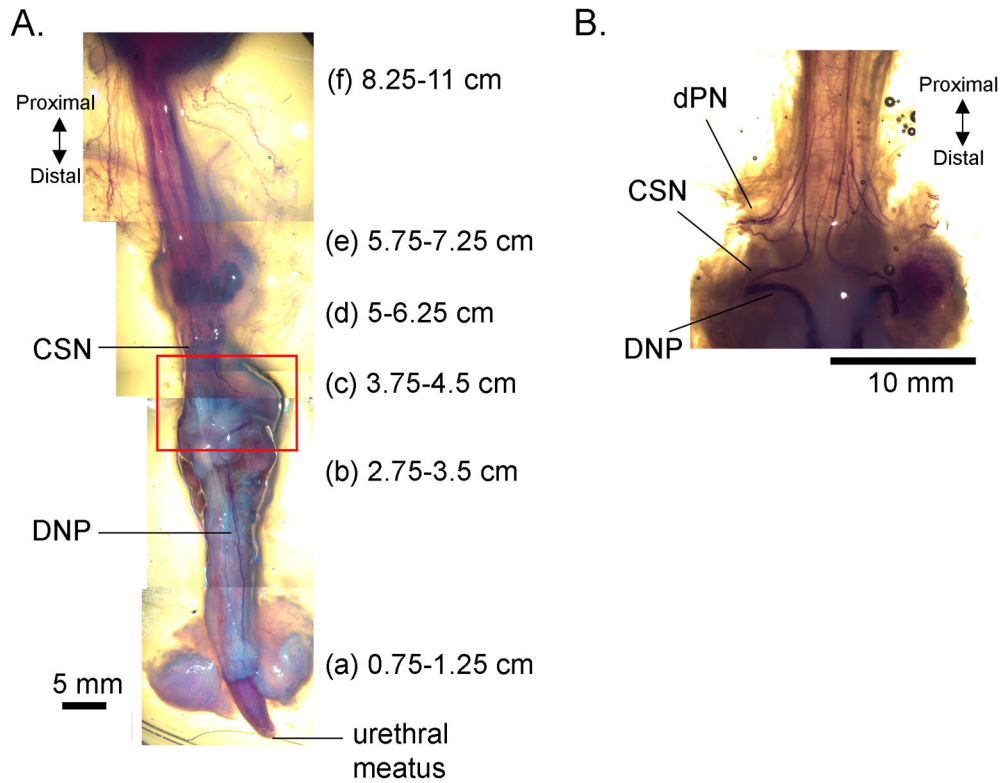 A.
Proximal
Distal
(f) 8.25-11 cm
(e) 5.75-7.25 cm
(d) 5-6.25 cm
CSN
(c) 3.75-4.5 cm
(b) 2.75-3.5 cm
DNP
(a) 0.75-1.25 cm
5 mm
urethral
meatus
B.
Proximal
Distal
dPN
CSN
DNP
10 mm